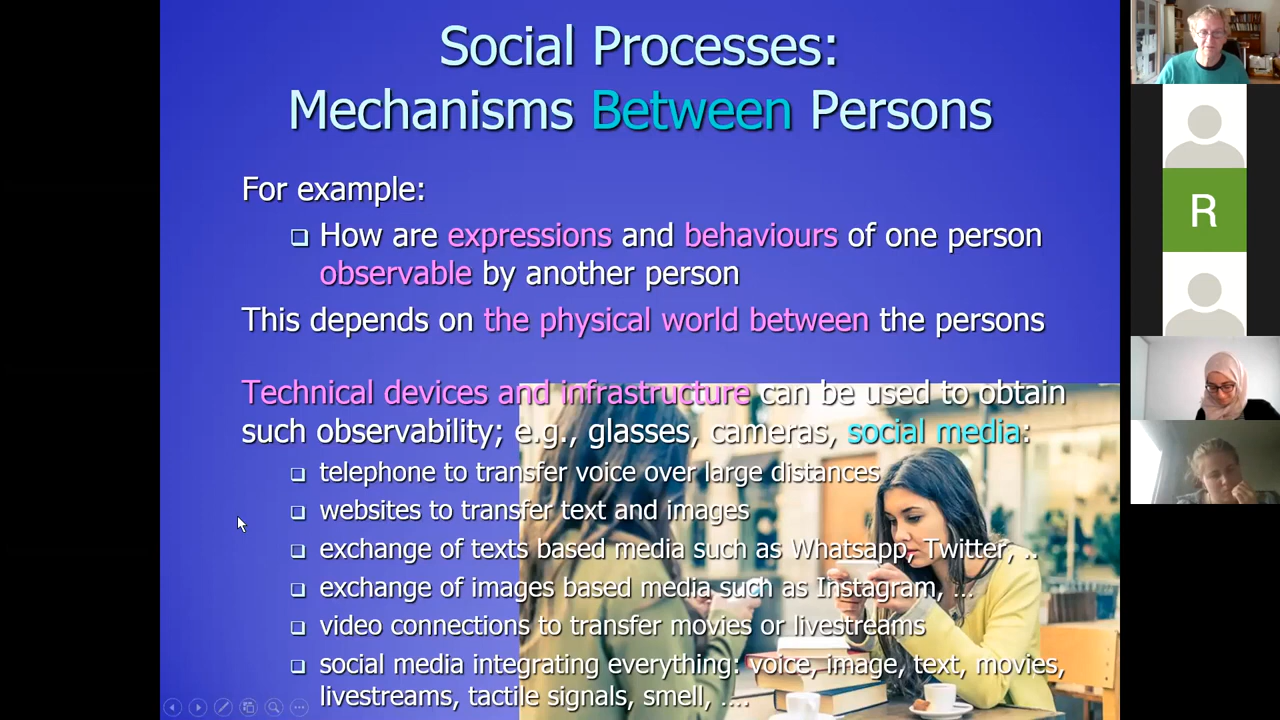 Social Processes:
Mechanisms Between Persons
For example:
How are expressions and behaviours of one person
observable by another person
This depends on the physical world between the persons
Technical devices and infrastructure can be used to obtain
such observability; e.g., glasses, cameras, social media:
telephone to transfer voice over large distances
websites to transfer text and images
exchange of texts based media such as Whatsapp, Twitter, ..
exchange of images based media such as Instagram, ...
video connections to transfer movies or livestreams
social media integrating everything: voice, image, text, movies,
livestreams, tactile signals, smell, ....
R